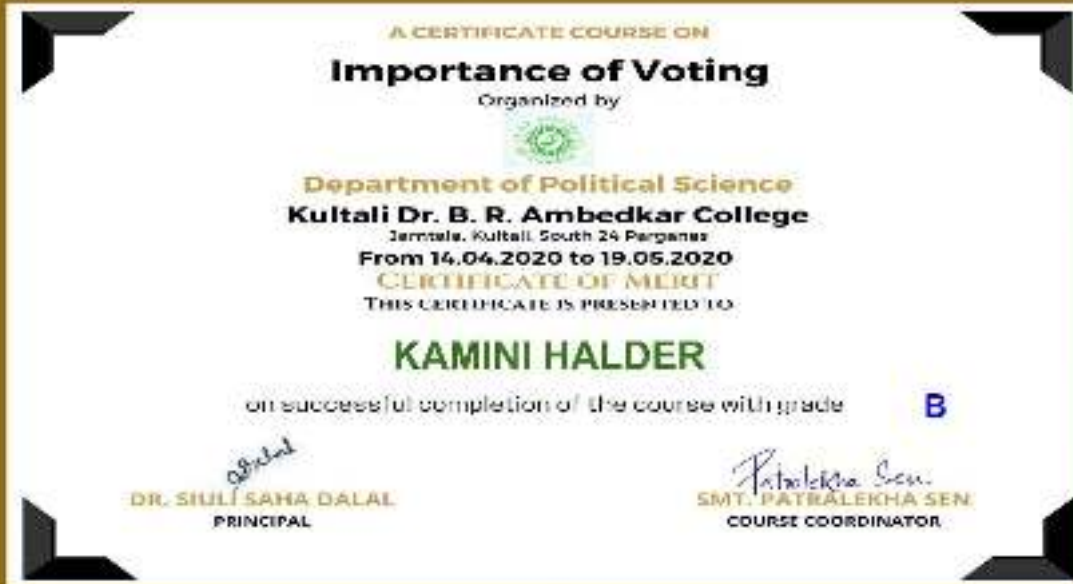 A CERTIFICATE COURSE ON
Importance of Voting
Organized by
Department of Political Science
Kultali Dr. B. R. Ambedkar College
Jamtala, Kultali, South 24 Parganas
From 14.04.2020 to 19.05.2020
CERTIFICATE OF MERIT
THIS CERTIFICATE IS PRESENTED TO
KAMINI HALDER
on successful completion of the course with grade B
Patralekha Sen.
DR. SIULI SAHA DALAL
SMT. PATRALEKHA SEN
PRINCIPAL
COURSE COORDINATOR